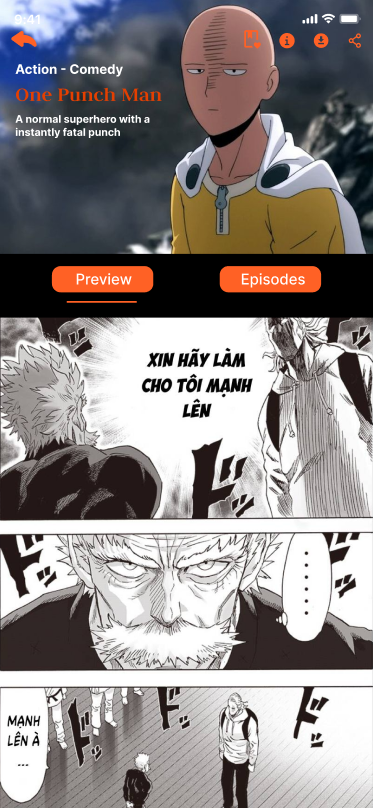 9:41
Action - Comedy
One Punch Man
A normal superhero with a
instantly fatal punch
Preview
Episodes
XIN HÃY LÀM
CHO TÔI MẠNH
LÊN
......
MẠNH
LÊN À
...